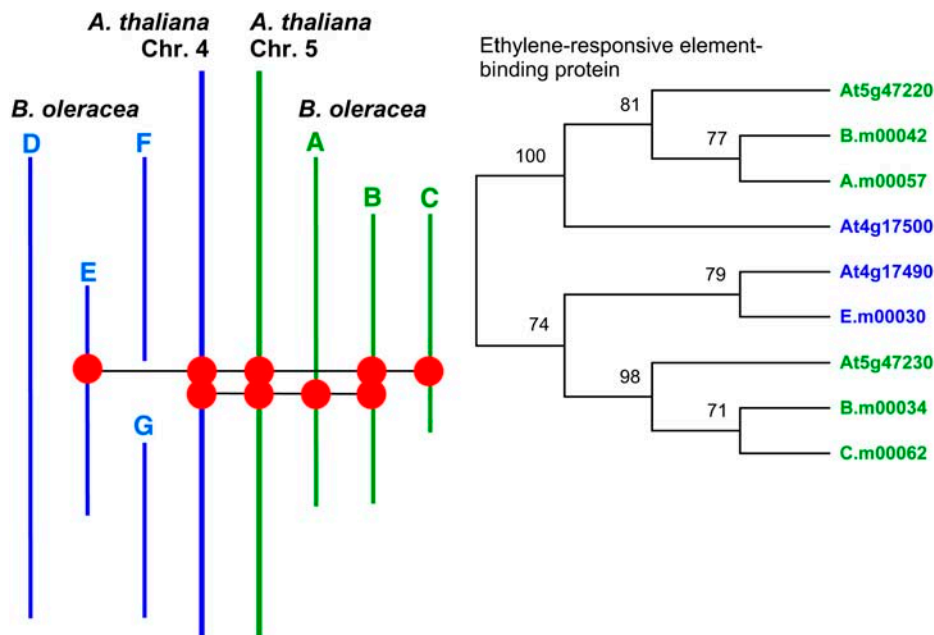 A. thaliana
Chr. 4
A. thaliana
Chr. 5
B. oleracea
B. oleracea
D
F
A
B
C
E
G
Ethylene-responsive element-
binding protein
At5g47220
81
B.m00042
77
100
A.m00057
At4g17500
At4g17490
79
E.m00030
74
At5g47230
98
B.m00034
71
C.m00062